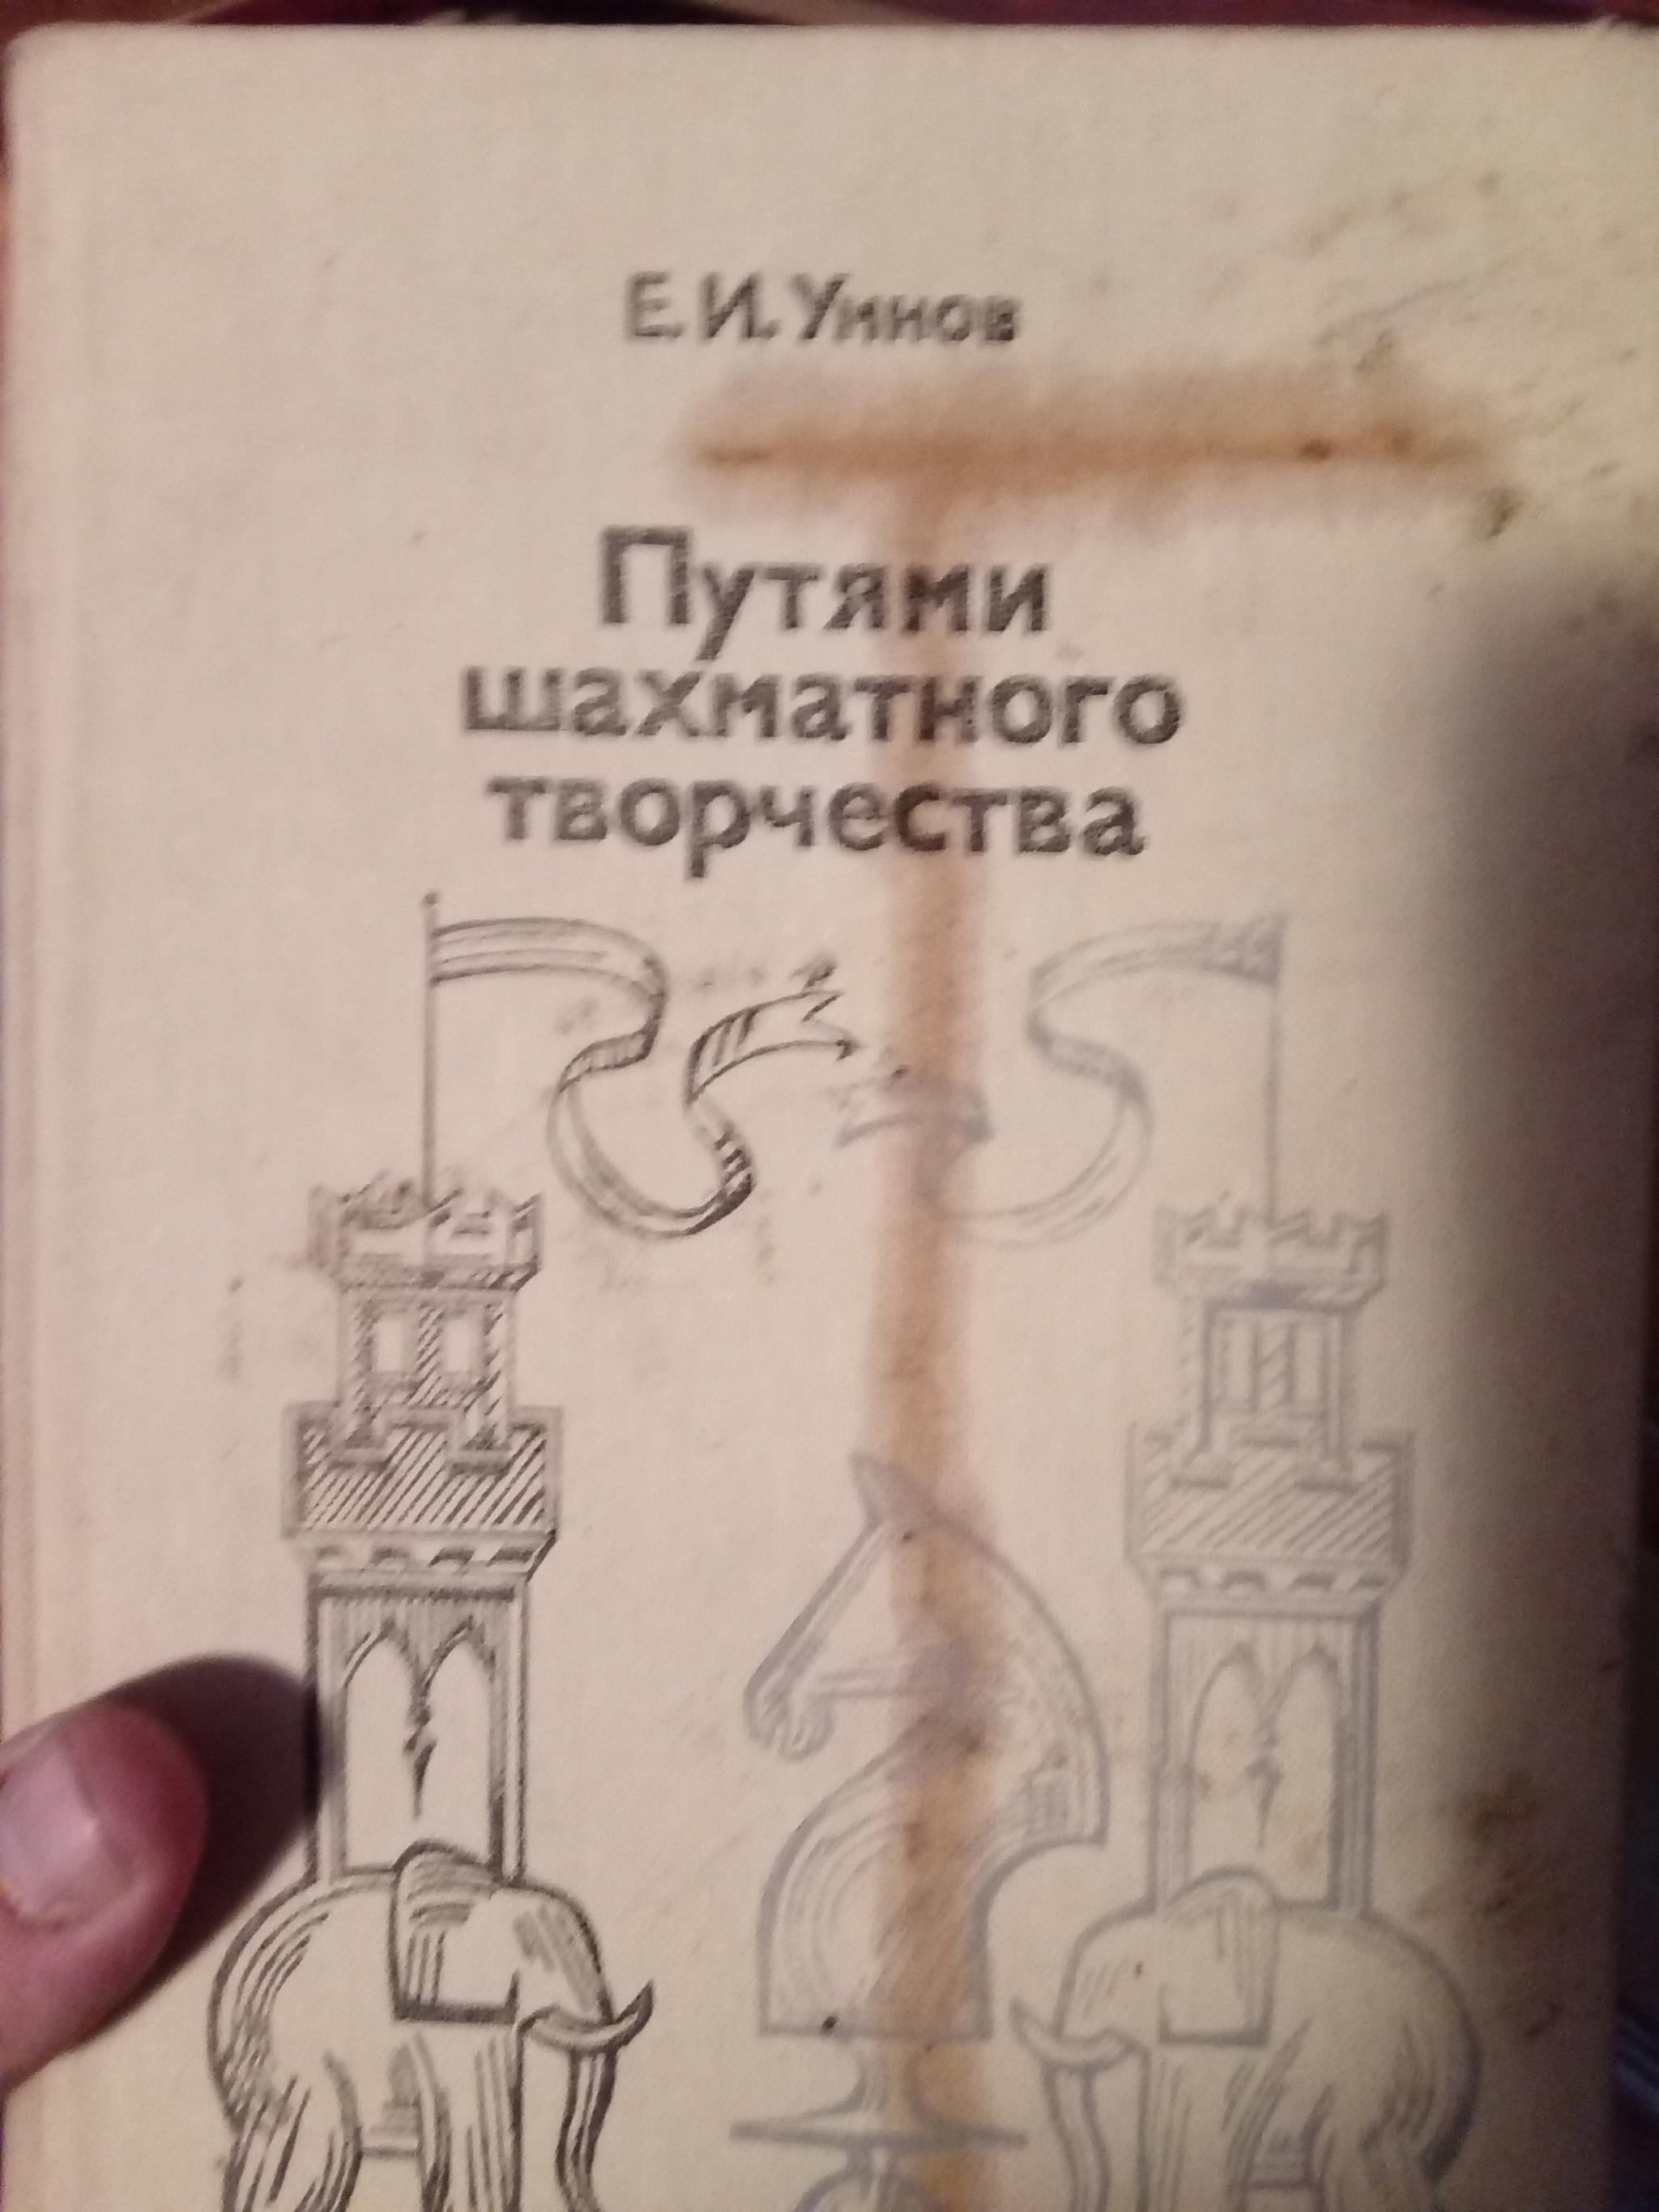 Е. И. Умнов
Путями
шахматного
творчества